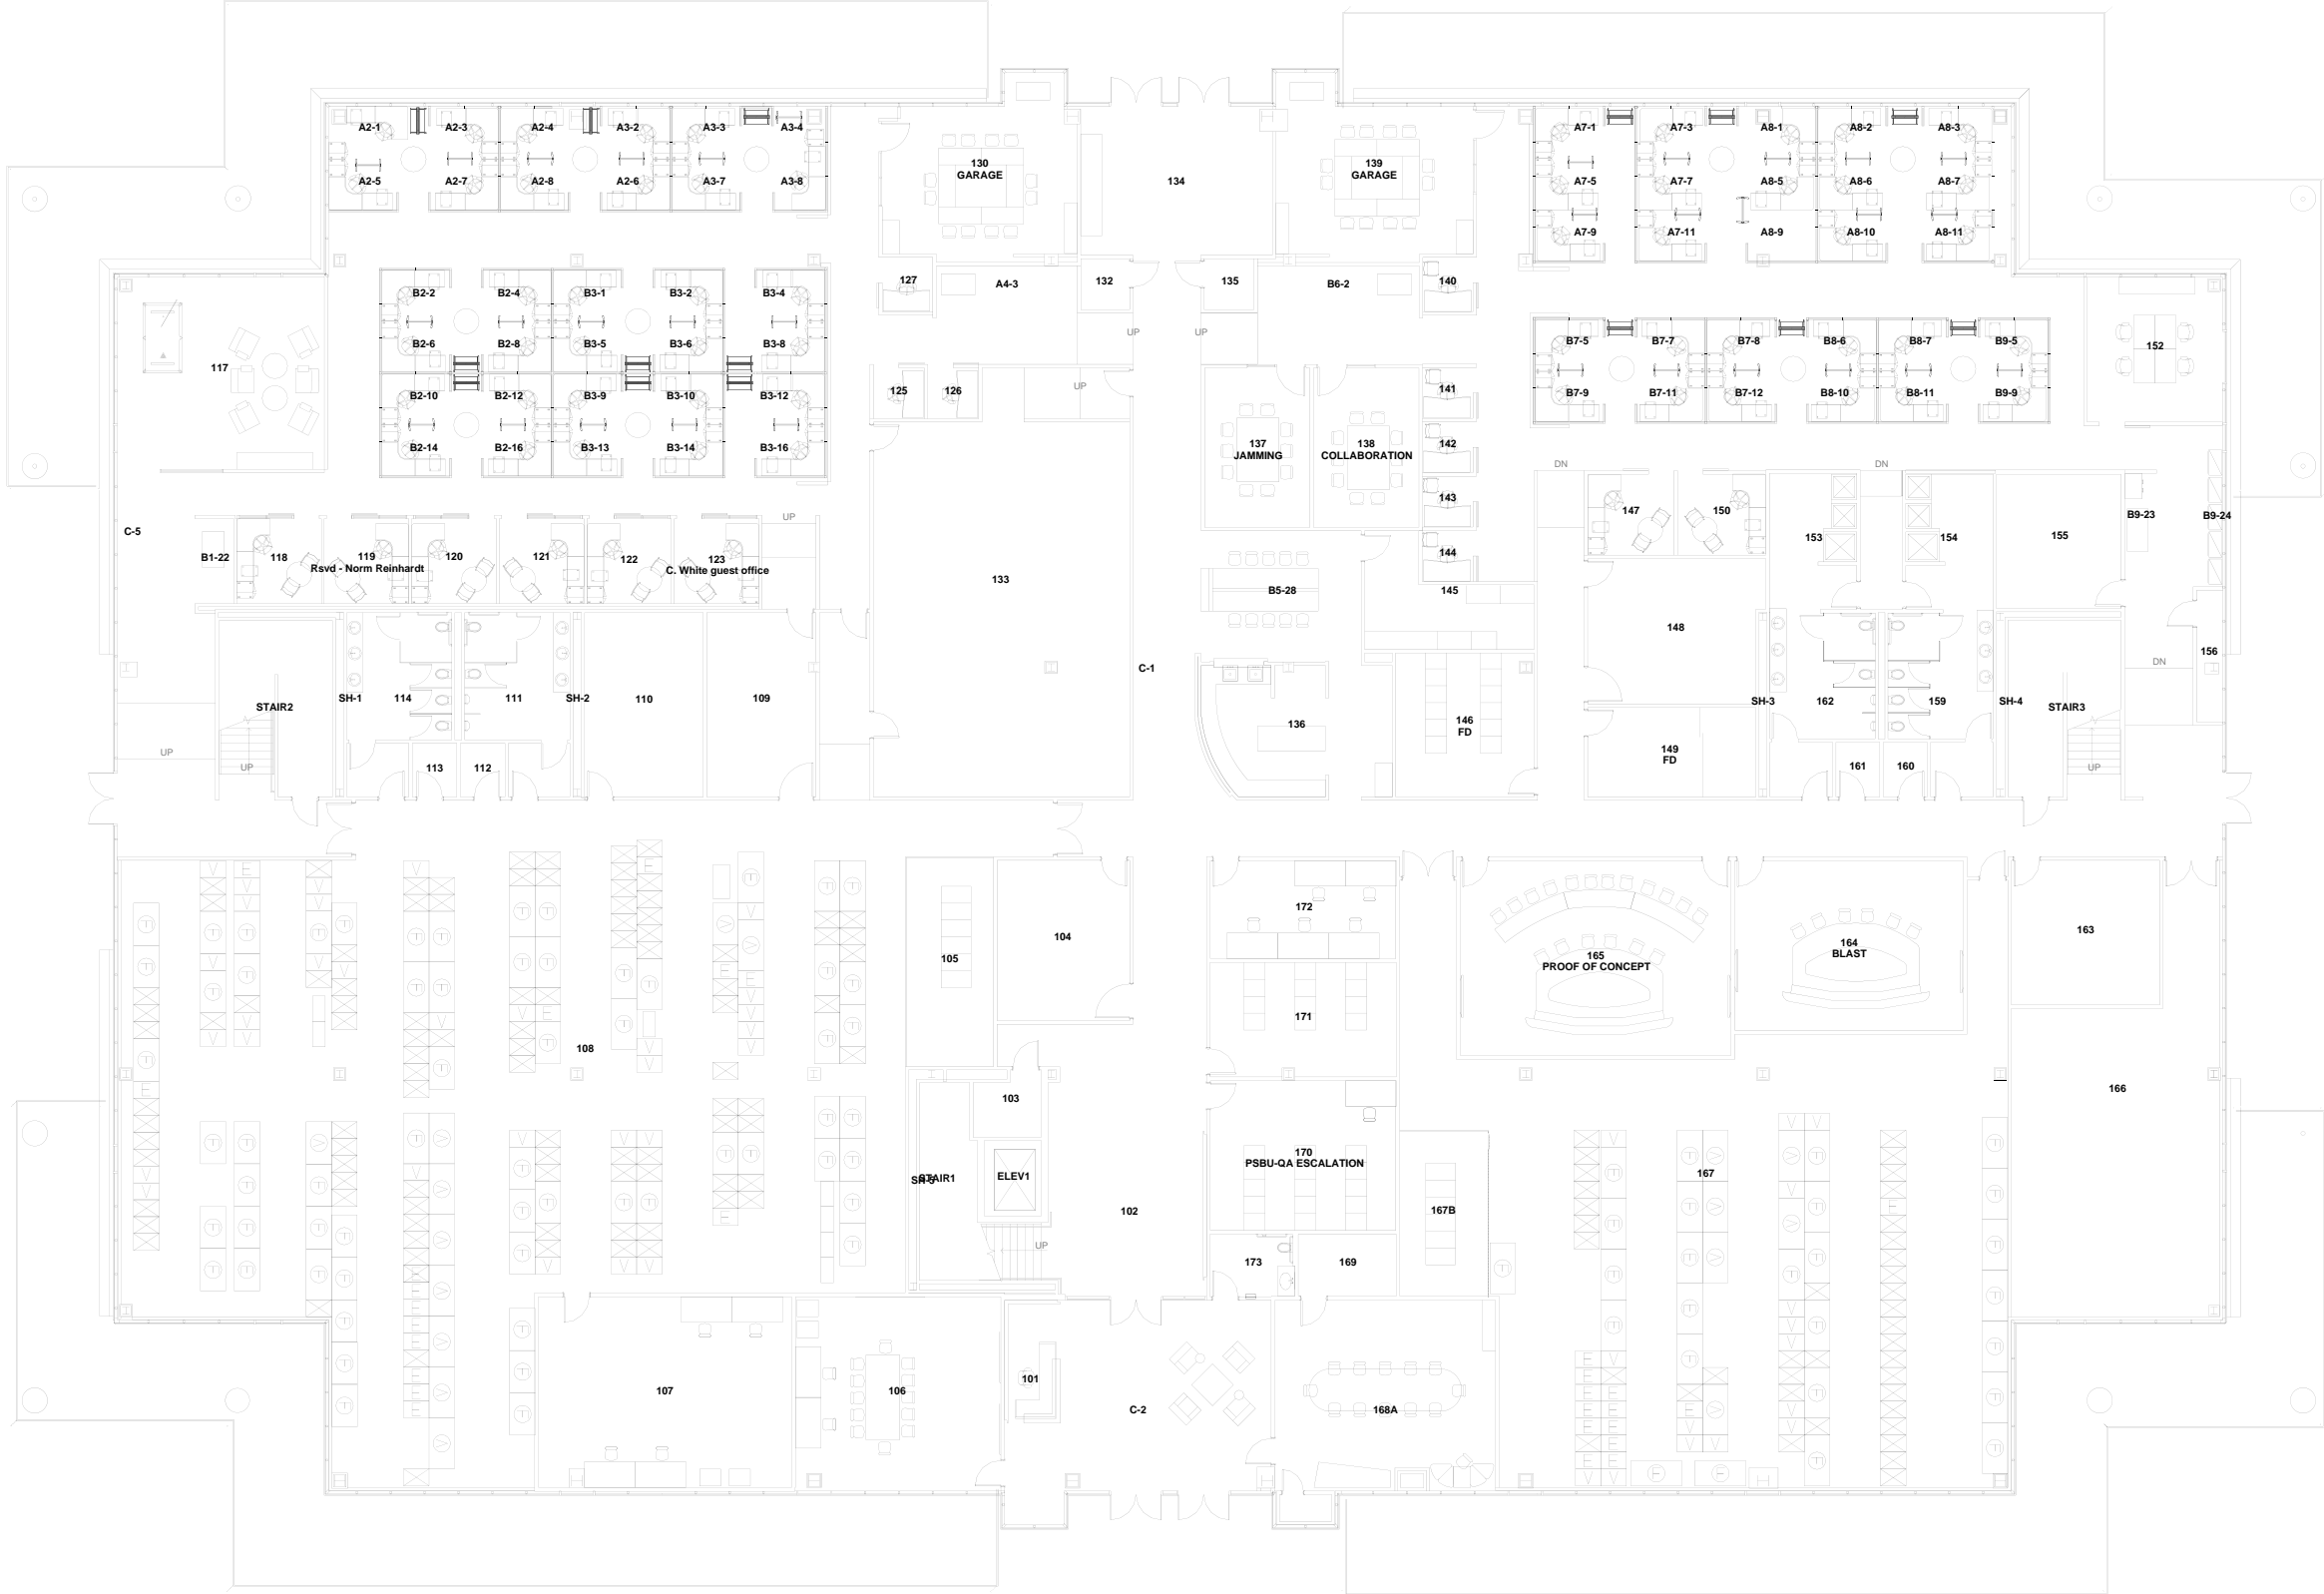 A2-1
A2-3
A2-4
A3-2
A3-3
A3-4
A7-1
A7-3
A8-1
A8-2
A8-3
130
GARAGE
139
GARAGE
134
A2-5
A2-7
A2-8
A2-6
A3-7
A3-8
A7-5
A7-7
A8-5
A8-6
A8-7
A7-9
A7-11
A8-9
A8-10
A8-11
127
A4-3
132
135
B6-2
140
B2-2
B2-4
B3-1
B3-2
B3-4
UP
UP
B2-6
B2-8
B3-5
B3-6
B3-8
B7-5
B7-7
B7-8
B8-6
B8-7
B9-5
152
117
UP
125
126
141
B2-10
B2-12
B3-9
B3-10
B3-12
B7-9
B7-11
B7-12
B8-10
B8-11
B9-9
B2-14
B2-16
B3-13
B3-14
B3-16
137
JAMMING
138
COLLABORATION
142
DN
DN
143
147
150
B9-23
B9-24
UP
C-5
B1-22
118
119
Rsvd - Norm Reinhardt
120
121
122
123
C. White guest office
153
154
155
144
133
B5-28
145
148
156
C-1
DN
STAIR2
SH-1
114
111
SH-2
110
109
SH-3
162
159
SH-4
STAIR3
136
146
FD
149
FD
UP
UP
113
112
161
160
UP
172
104
105
165
PROOF OF CONCEPT
164
BLAST
163
171
108
166
103
170
PSBU-QA ESCALATION
167
SH-5
STAIR1
ELEV1
102
167B
UP
173
169
101
107
106
C-2
168A